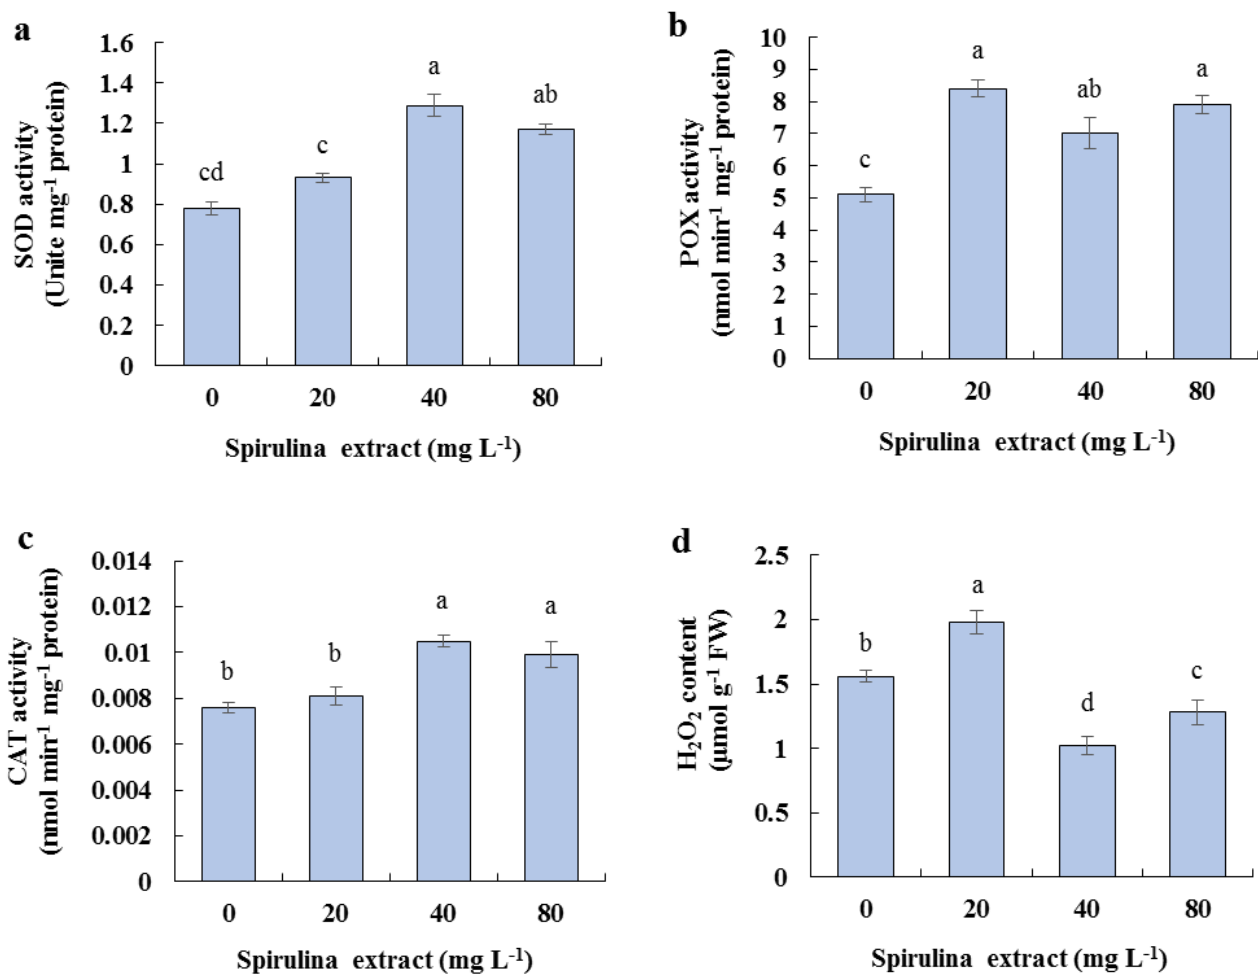 a
SOD activity
(Unite mg⁻¹ protein)
1.6
1.4
1.2
1
0.8
0.6
0.4
0.2
0
cd
c
a
ab
0 20 40 80
Spirulina extract (mg L⁻¹)
b
POX activity
(nmol min⁻¹ mg⁻¹ protein)
10
9
8
7
6
5
4
3
2
1
0
c
a
ab
a
0 20 40 80
Spirulina extract (mg L⁻¹)
c
CAT activity
(nmol min⁻¹ mg⁻¹ protein)
0.014
0.012
0.01
0.008
0.006
0.004
0.002
0
b
b
a
a
0 20 40 80
Spirulina extract (mg L⁻¹)
d
H₂O₂ content
(µmol g⁻¹ FW)
2.5
2
1.5
1
0.5
0
b
a
d
c
0 20 40 80
Spirulina extract (mg L⁻¹)